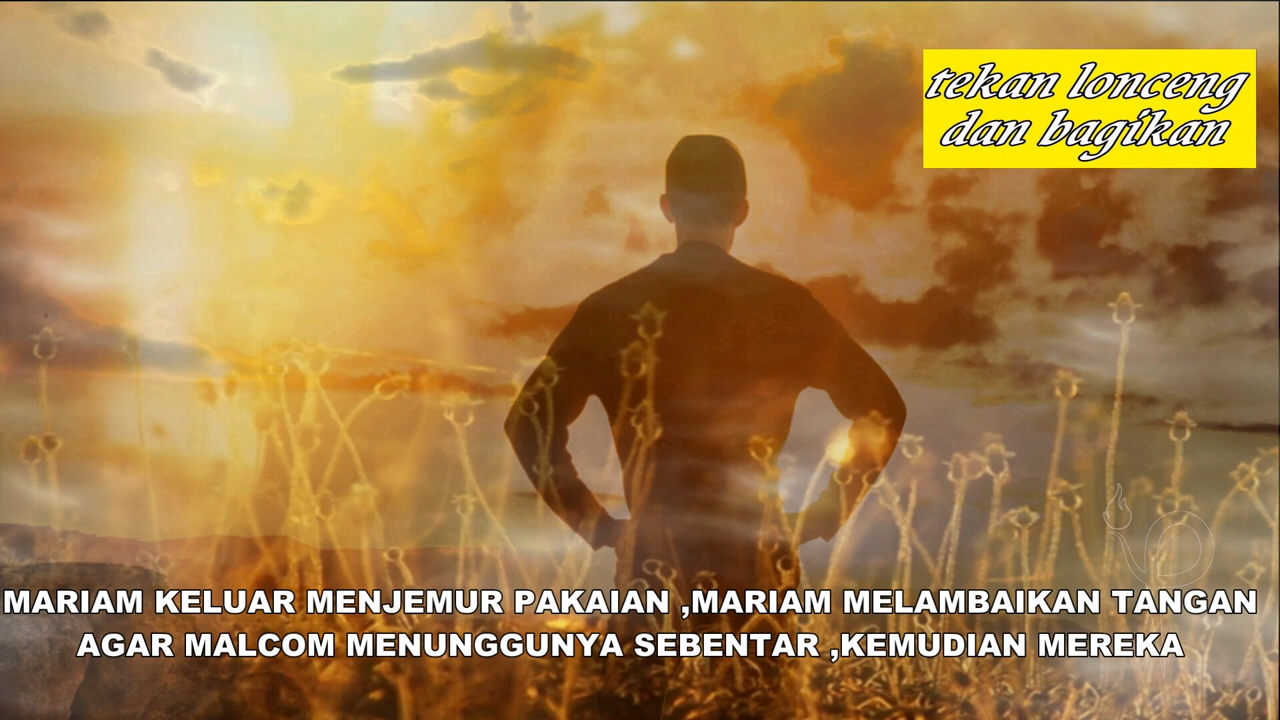 tekan lonceng
dan bagikan
MARIAM KELUAR MENJEMUR PAKAIAN ,MARIAM MELAMBAIKAN TANGAN
AGAR MALCOM MENUNGGUNYA SEBENTAR ,KEMUDIAN MEREKA